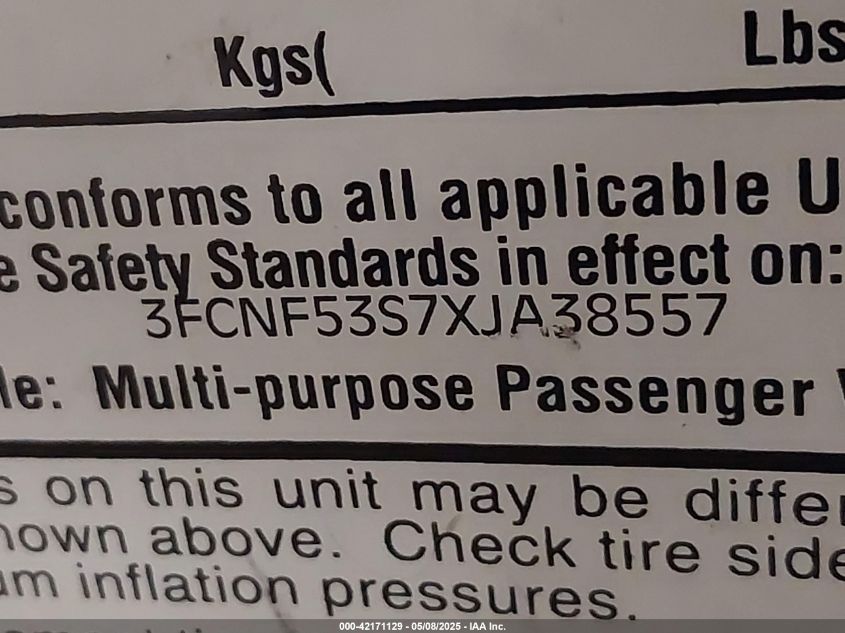 Kgs( Lbs
conforms to all applicable U
e Safety Standards in effect on:
3FCNF53S7XJA38557
le: Multi-purpose Passenger
s on this unit may be differ
hown above. Check tire side
um inflation pressures.
000-42171129 - 05/08/2025 - IAA Inc.